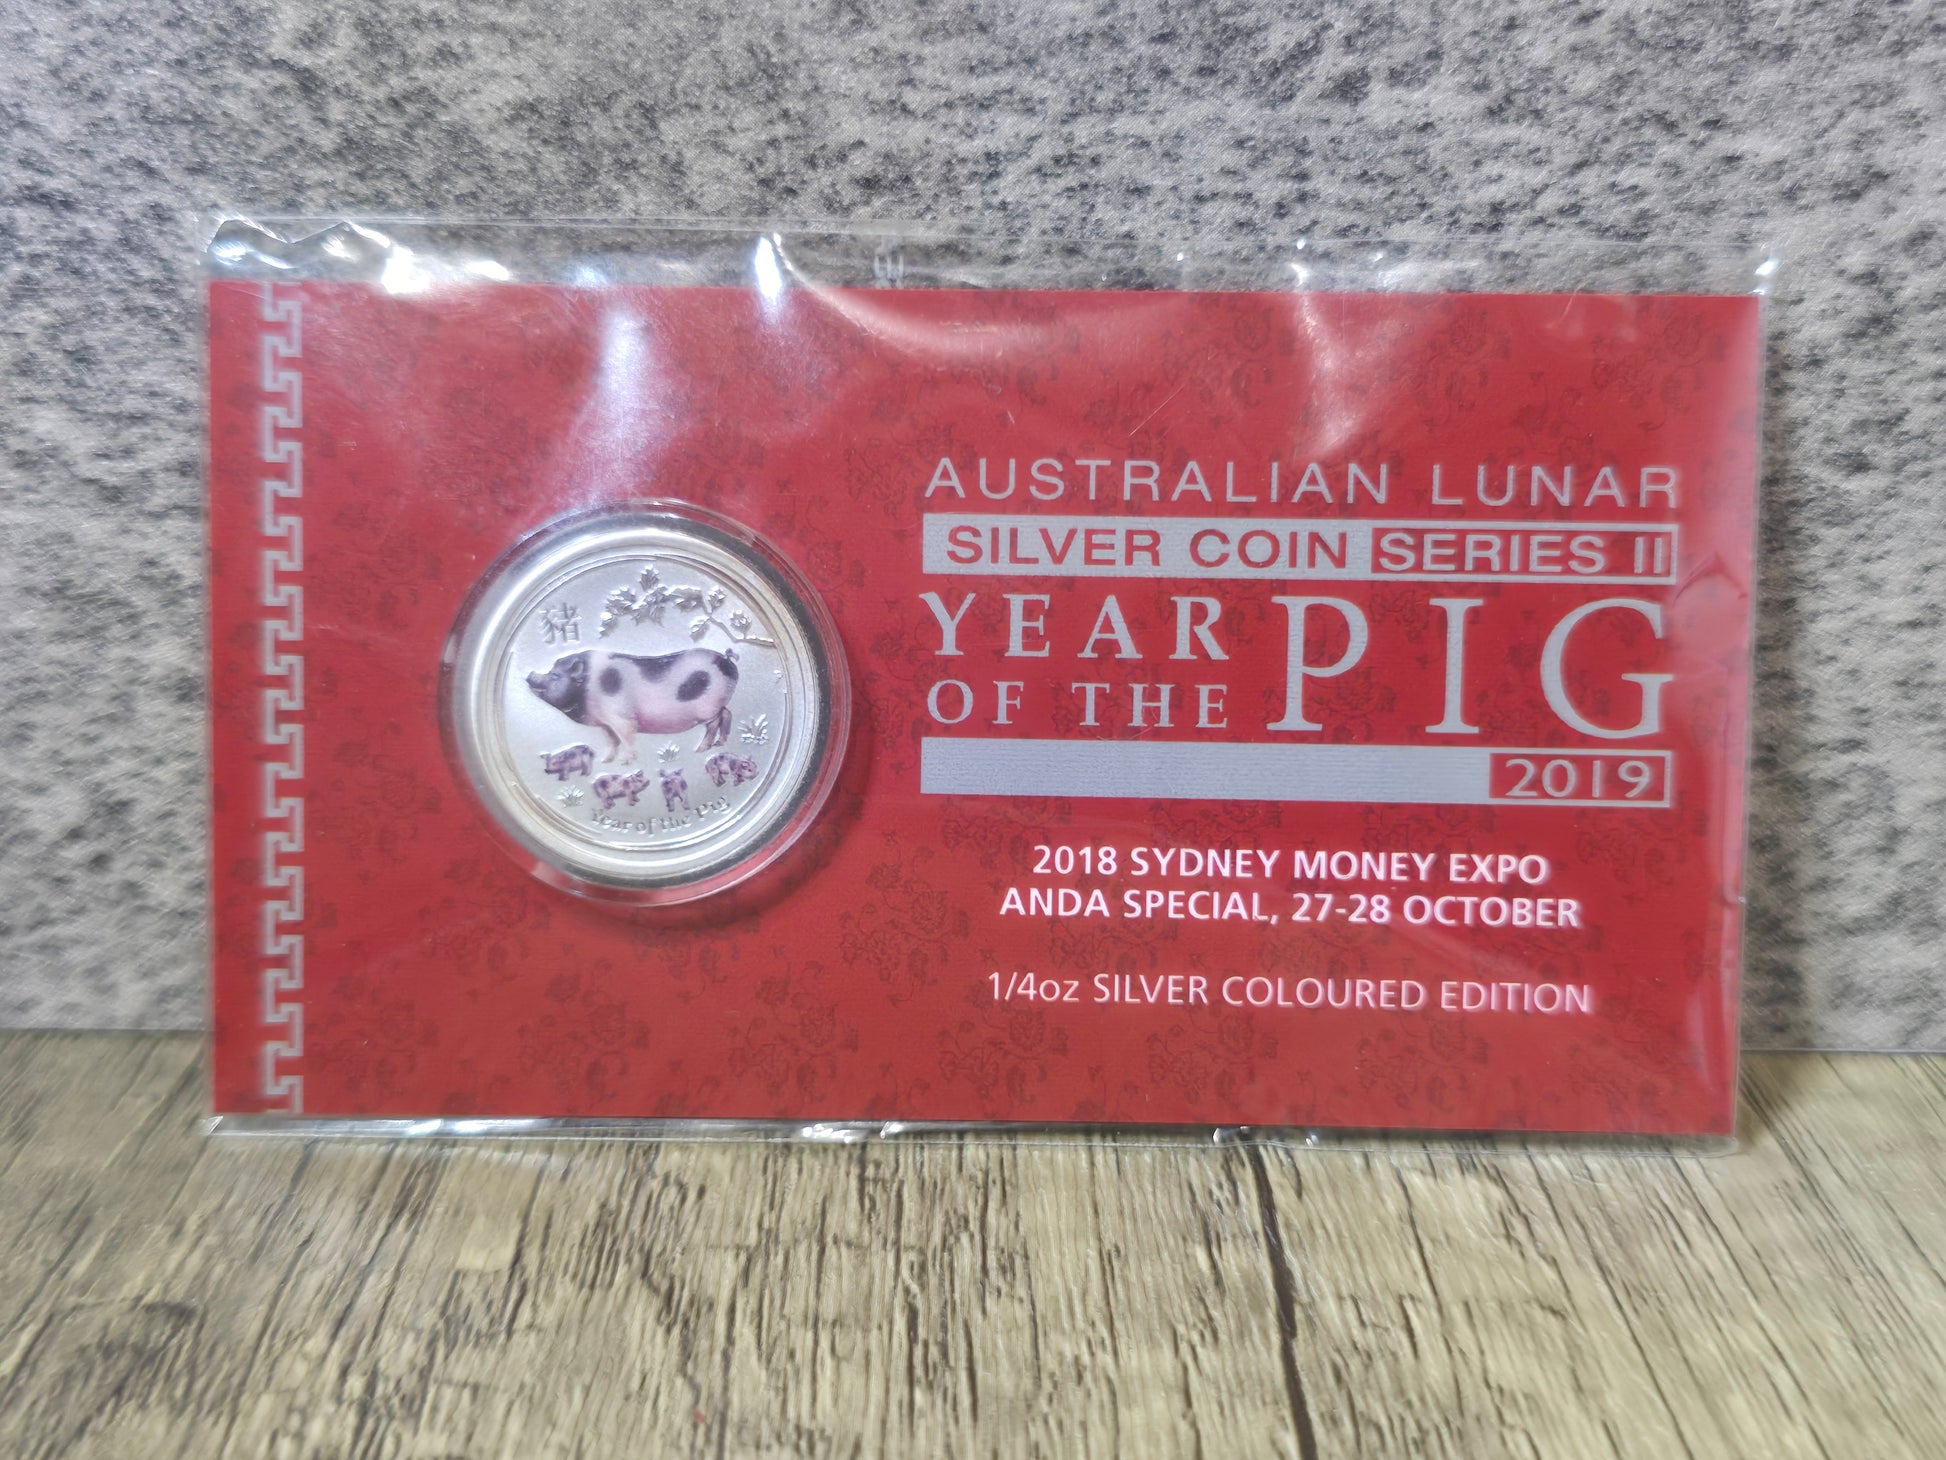 豬
Year of the Pig
AUSTRALIAN LUNAR
SILVER COIN SERIES II
YEAR
OF THE
PIG
2019
2018 SYDNEY MONEY EXPO
ANDA SPECIAL, 27-28 OCTOBER
1/4oz SILVER COLOURED EDITION